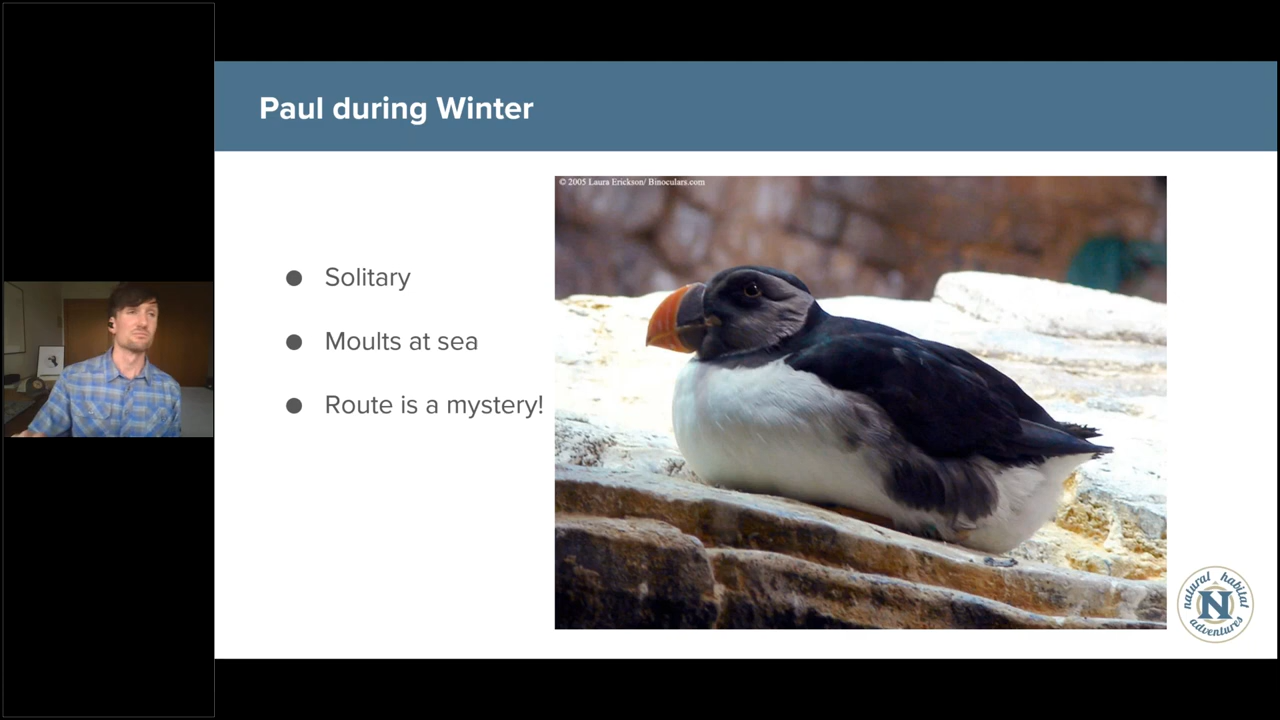 Paul during Winter
© 2005 Laura Erickson/ Binoculars.com
Solitary
Moults at sea
Route is a mystery!
natural habitat
N
adventures